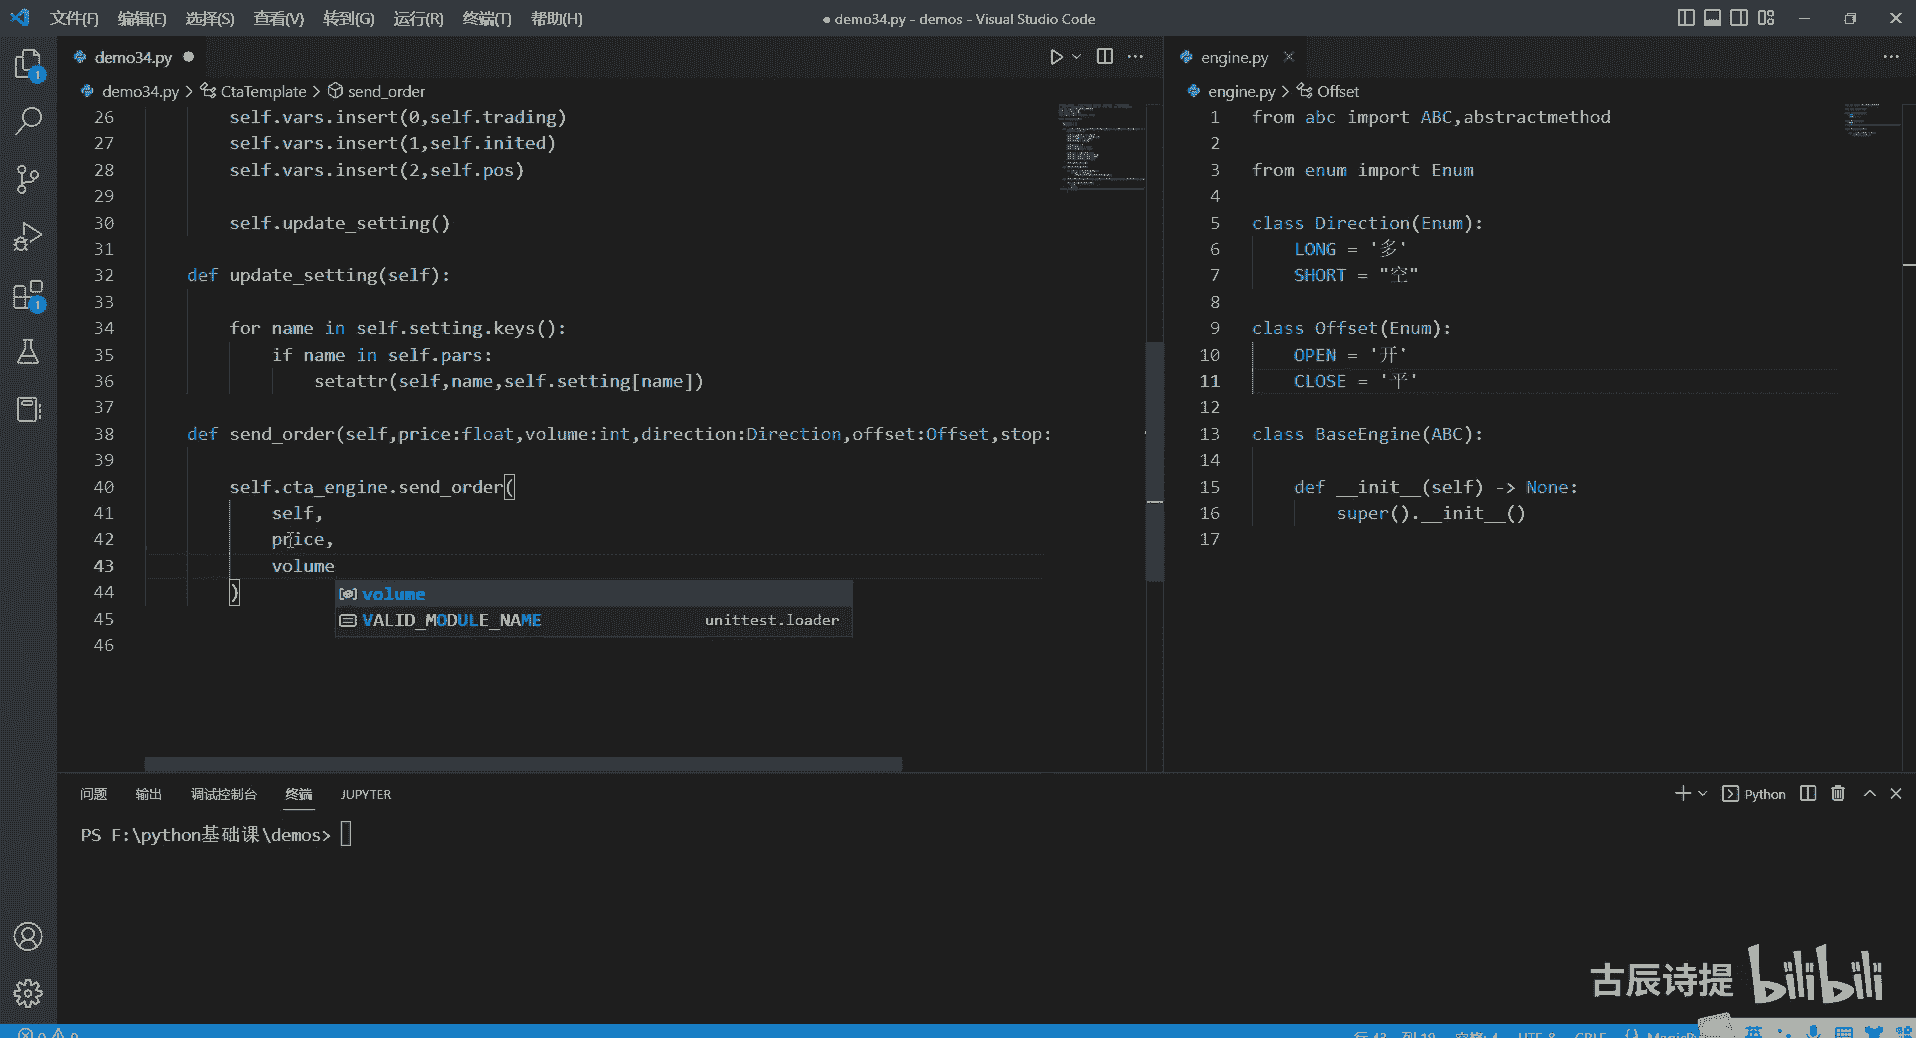 文件(F) 编辑(E) 选择(S) 查看(V) 转到(G) 运行(R) 终端(T) 帮助(H) ● demo34.py - demos - Visual Studio Code
demo34.py ●
demo34.py > CtaTemplate > send_order
26 self.vars.insert(0,self.trading)
27 self.vars.insert(1,self.inited)
28 self.vars.insert(2,self.pos)
29
30 self.update_setting()
31
32 def update_setting(self):
33
34 for name in self.setting.keys():
35 if name in self.pars:
36 setattr(self,name,self.setting[name])
37
38 def send_order(self,price:float,volume:int,direction:Direction,offset:Offset,stop:
39
40 self.cta_engine.send_order(
41 self,
42 price,
43 volume
44 )
45
46
volume
VALID_MODULE_NAME unittest.loader
engine.py
engine.py > Offset
1 from abc import ABC,abstractmethod
2
3 from enum import Enum
4
5 class Direction(Enum):
6 LONG = '多'
7 SHORT = "空"
8
9 class Offset(Enum):
10 OPEN = '开'
11 CLOSE = '平'
12
13 class BaseEngine(ABC):
14
15 def __init__(self) -> None:
16 super().__init__()
17
问题 输出 调试控制台 终端 JUPYTER
Python
PS F:\python基础课\demos>
古辰诗提 bilibili
英